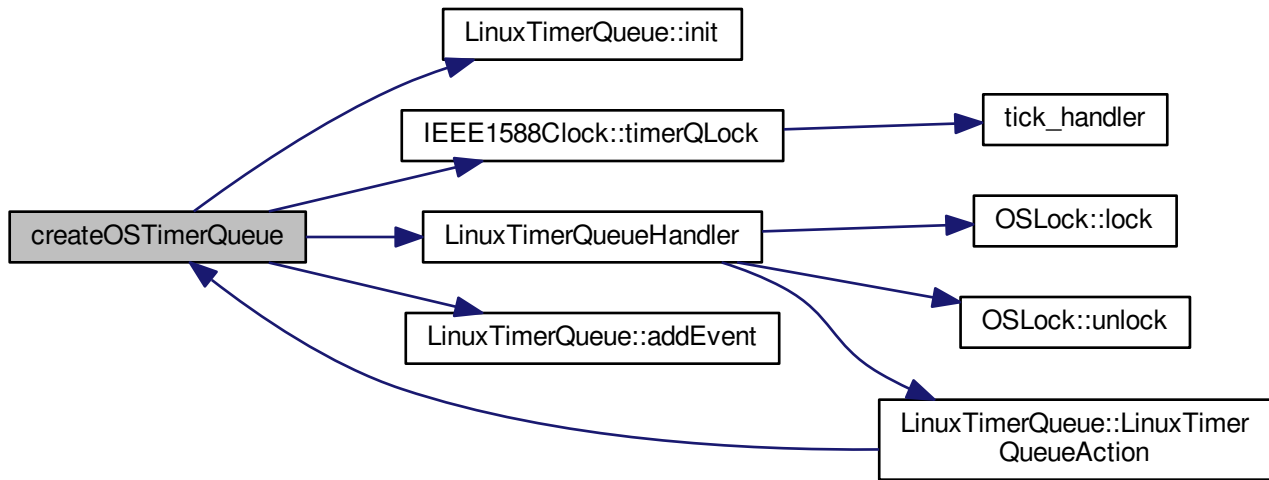 LinuxTimerQueue::init
IEEE1588Clock::timerQLock
tick_handler
createOSTimerQueue
LinuxTimerQueueHandler
OSLock::lock
OSLock::unlock
LinuxTimerQueue::addEvent
LinuxTimerQueue::LinuxTimer
QueueAction